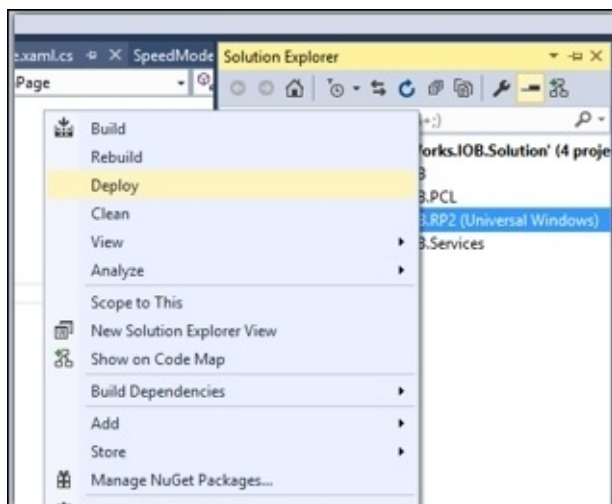 e.xaml.cs SpeedMode Solution Explorer
Page
+;)
Build
orks.IOB.Solution' (4 proje
Rebuild
B
Deploy
B.PCL
Clean
B.RP2 (Universal Windows)
View
B.Services
Analyze
Scope to This
New Solution Explorer View
Show on Code Map
Build Dependencies
Add
Store
Manage NuGet Packages...